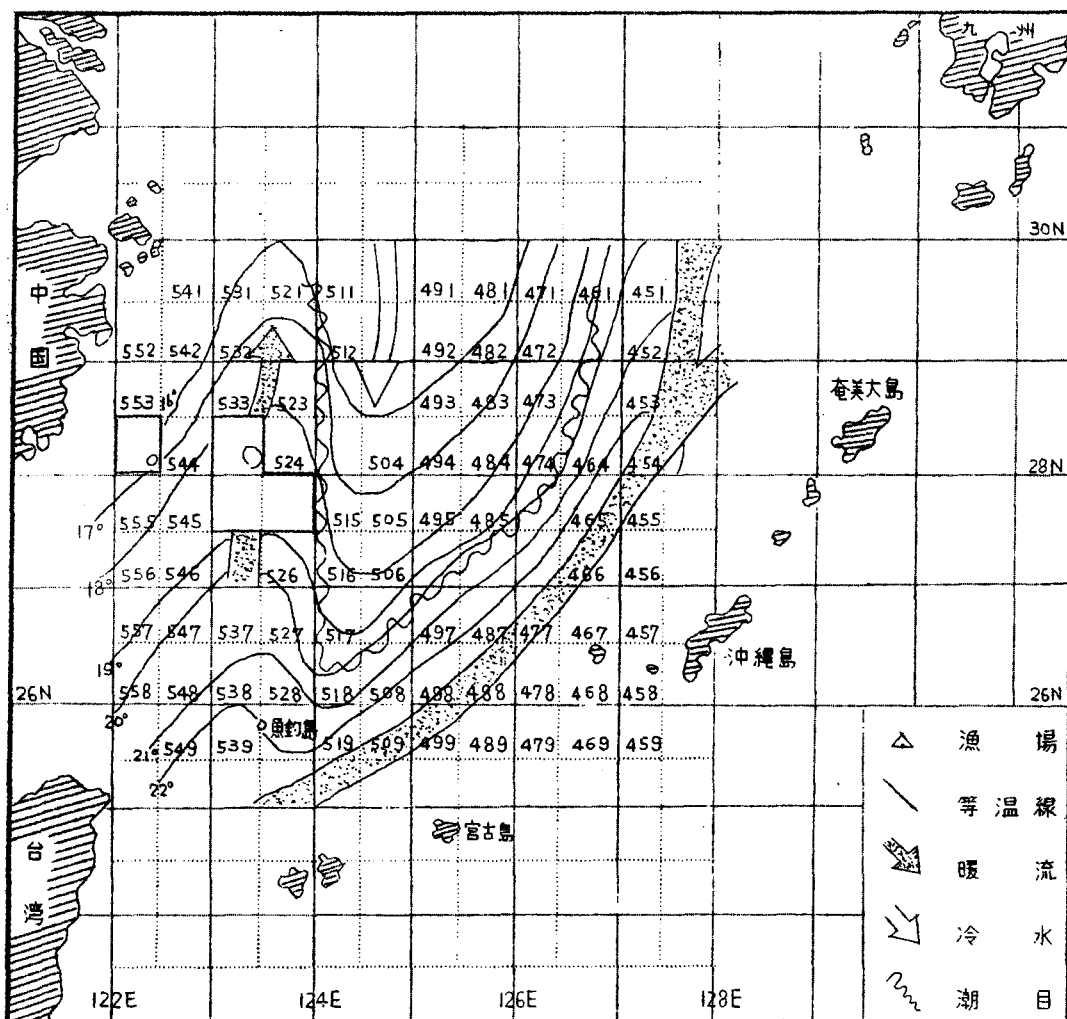 九 州
30N
中
国
541 531 521 511 491 481 471 461 451
552 542 532 512 492 482 472 452
553 16° 533 523 493 483 473 453
奄美大島
544 524 504 494 484 474 464 454
28N
17° 555 545 515 505 495 485 465 455
18° 556 546 526 516 506 466 456
557 547 537 527 517 497 487 477 467 457
沖縄島
19°
26N 558 548 538 528 518 508 498 488 478 468 458 26N
20°
魚釣島
21° 549 539 519 509 499 489 479 469 459
22°
宮古島
台
湾
漁 場
等 温 線
暖 流
冷 水
潮 目
122E 124E 126E 128E